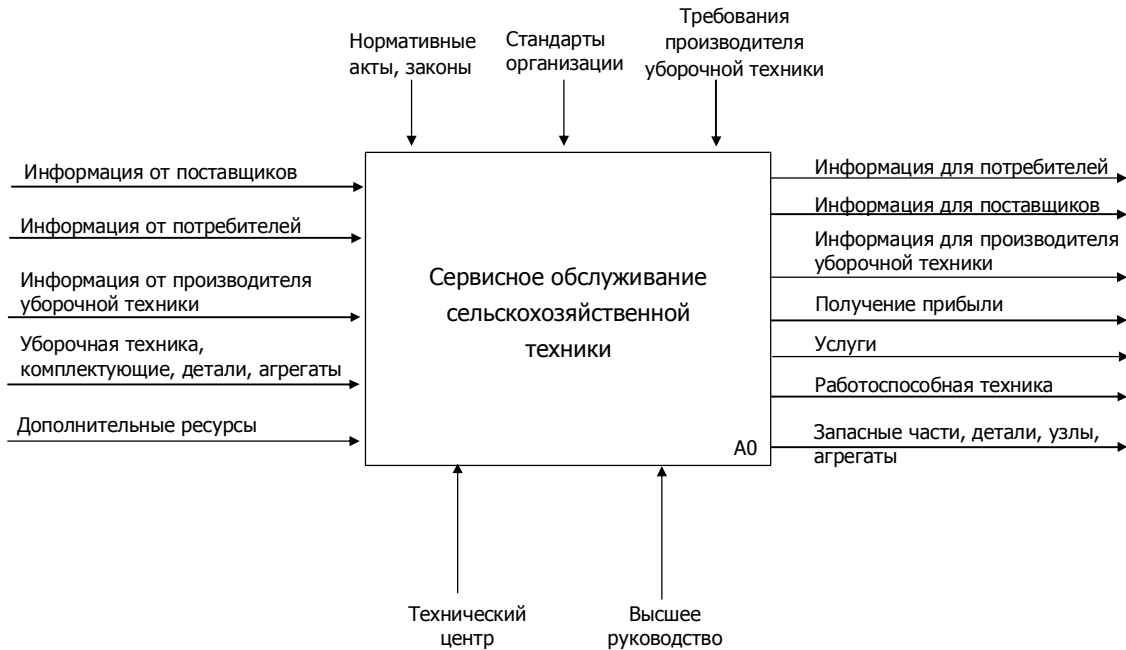 Нормативные
акты, законы
Стандарты
организации
Требования
производителя
уборочной техники
Информация от поставщиков
Информация от потребителей
Информация от производителя
уборочной техники
Уборочная техника,
комплектующие, детали, агрегаты
Дополнительные ресурсы
Сервисное обслуживание
сельскохозяйственной
техники
A0
Информация для потребителей
Информация для поставщиков
Информация для производителя
уборочной техники
Получение прибыли
Услуги
Работоспособная техника
Запасные части, детали, узлы,
агрегаты
Технический
центр
Высшее
руководство